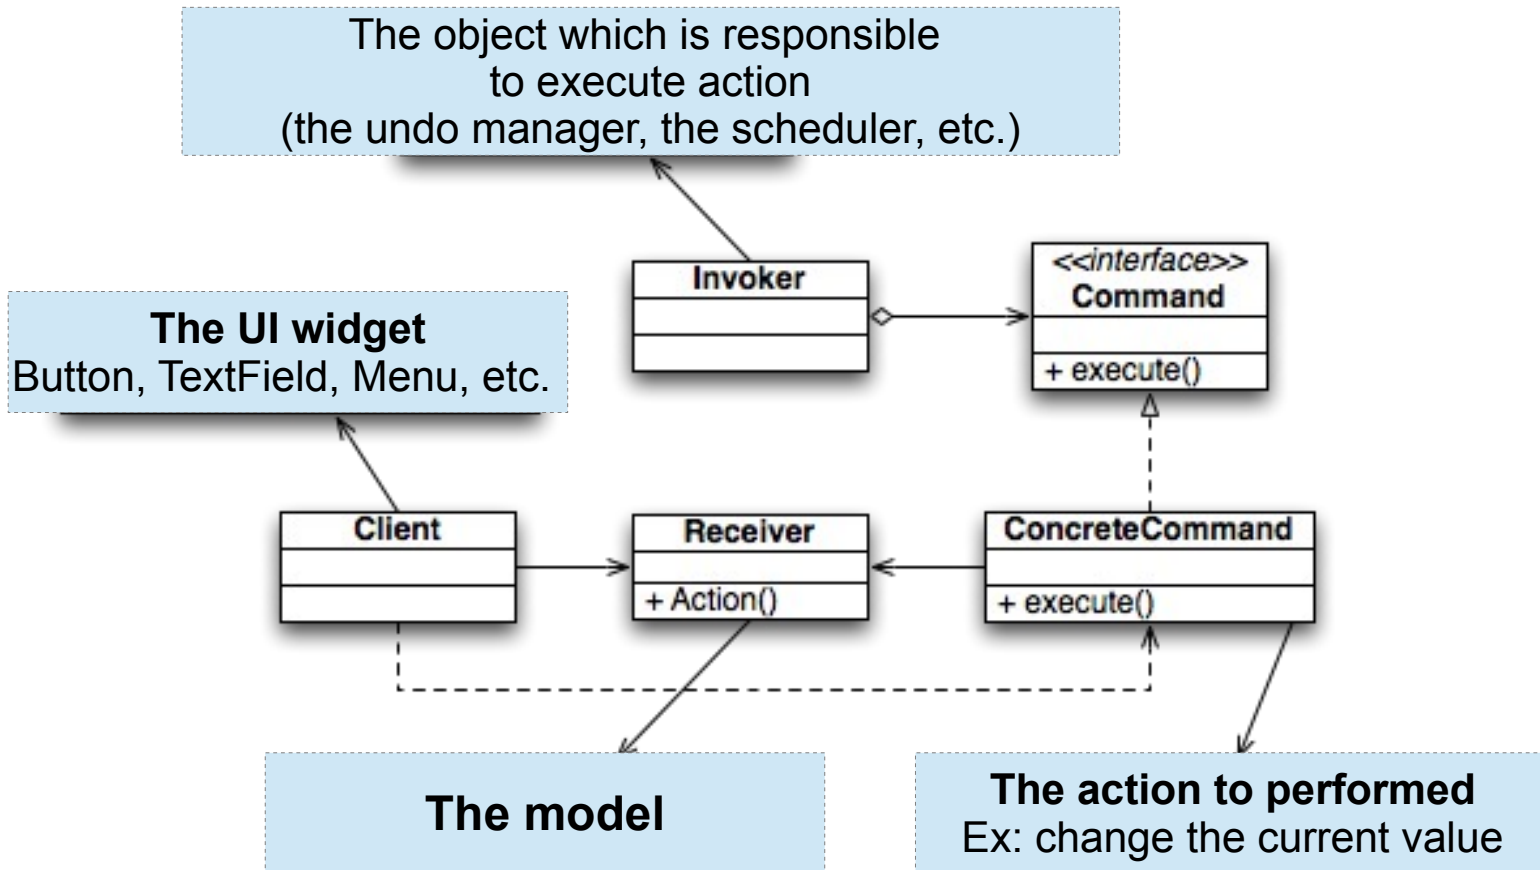 The object which is responsible
to execute action
(the undo manager, the scheduler, etc.)
Invoker
<<interface>>
Command
+ execute()
The UI widget
Button, TextField, Menu, etc.
Client
Receiver
+ Action()
ConcreteCommand
+ execute()
The model
The action to performed
Ex: change the current value